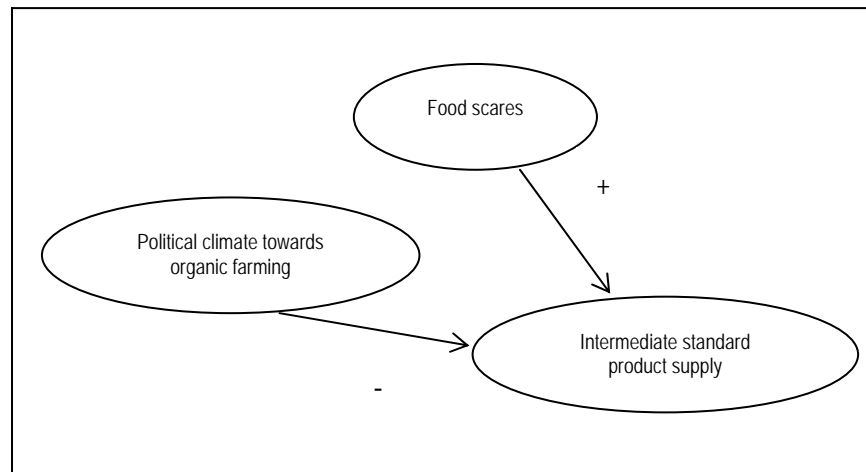 Food scares
+
Political climate towards
organic farming
Intermediate standard
product supply
-